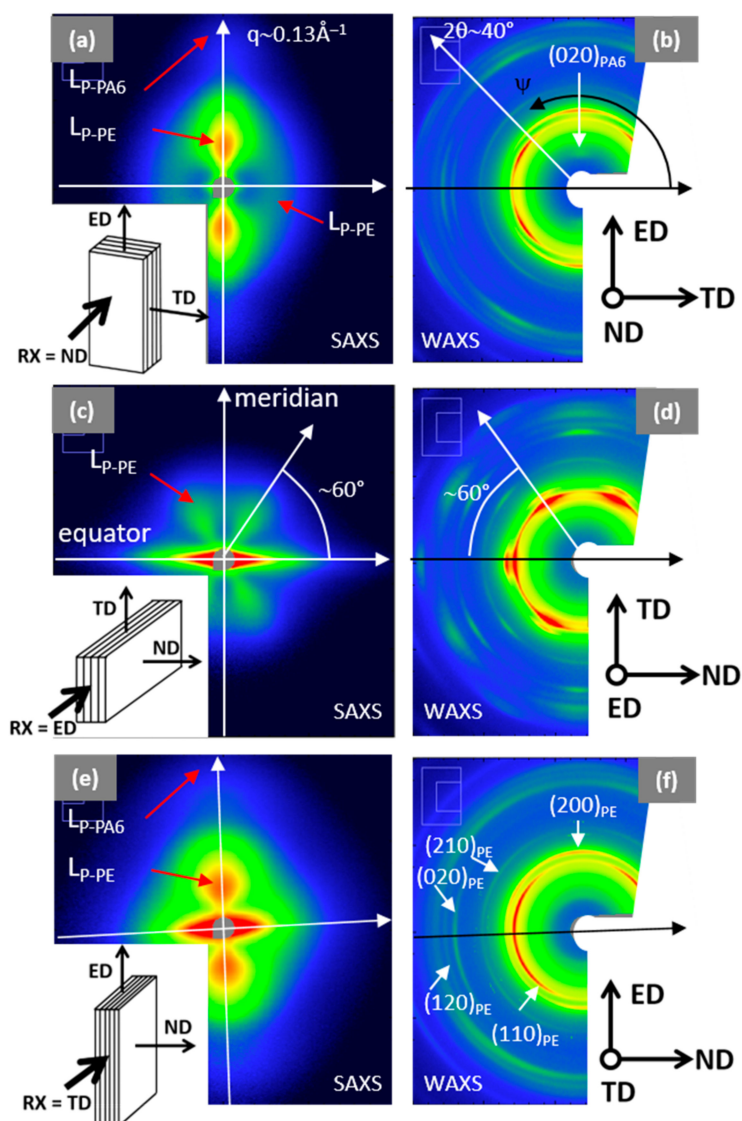 (a)
q~0.13Å⁻¹
L_P-PA6
L_P-PE
L_P-PE
ED
TD
RX = ND
SAXS
(b)
2θ~40°
(020)_PA6
ψ
ED
TD
ND
WAXS
(c)
meridian
L_P-PE
~60°
equator
TD
ND
RX = ED
SAXS
(d)
~60°
TD
ND
ED
WAXS
(e)
L_P-PA6
L_P-PE
ED
ND
RX = TD
SAXS
(f)
(200)_PE
(210)_PE
(020)_PE
(120)_PE
(110)_PE
ED
ND
TD
WAXS